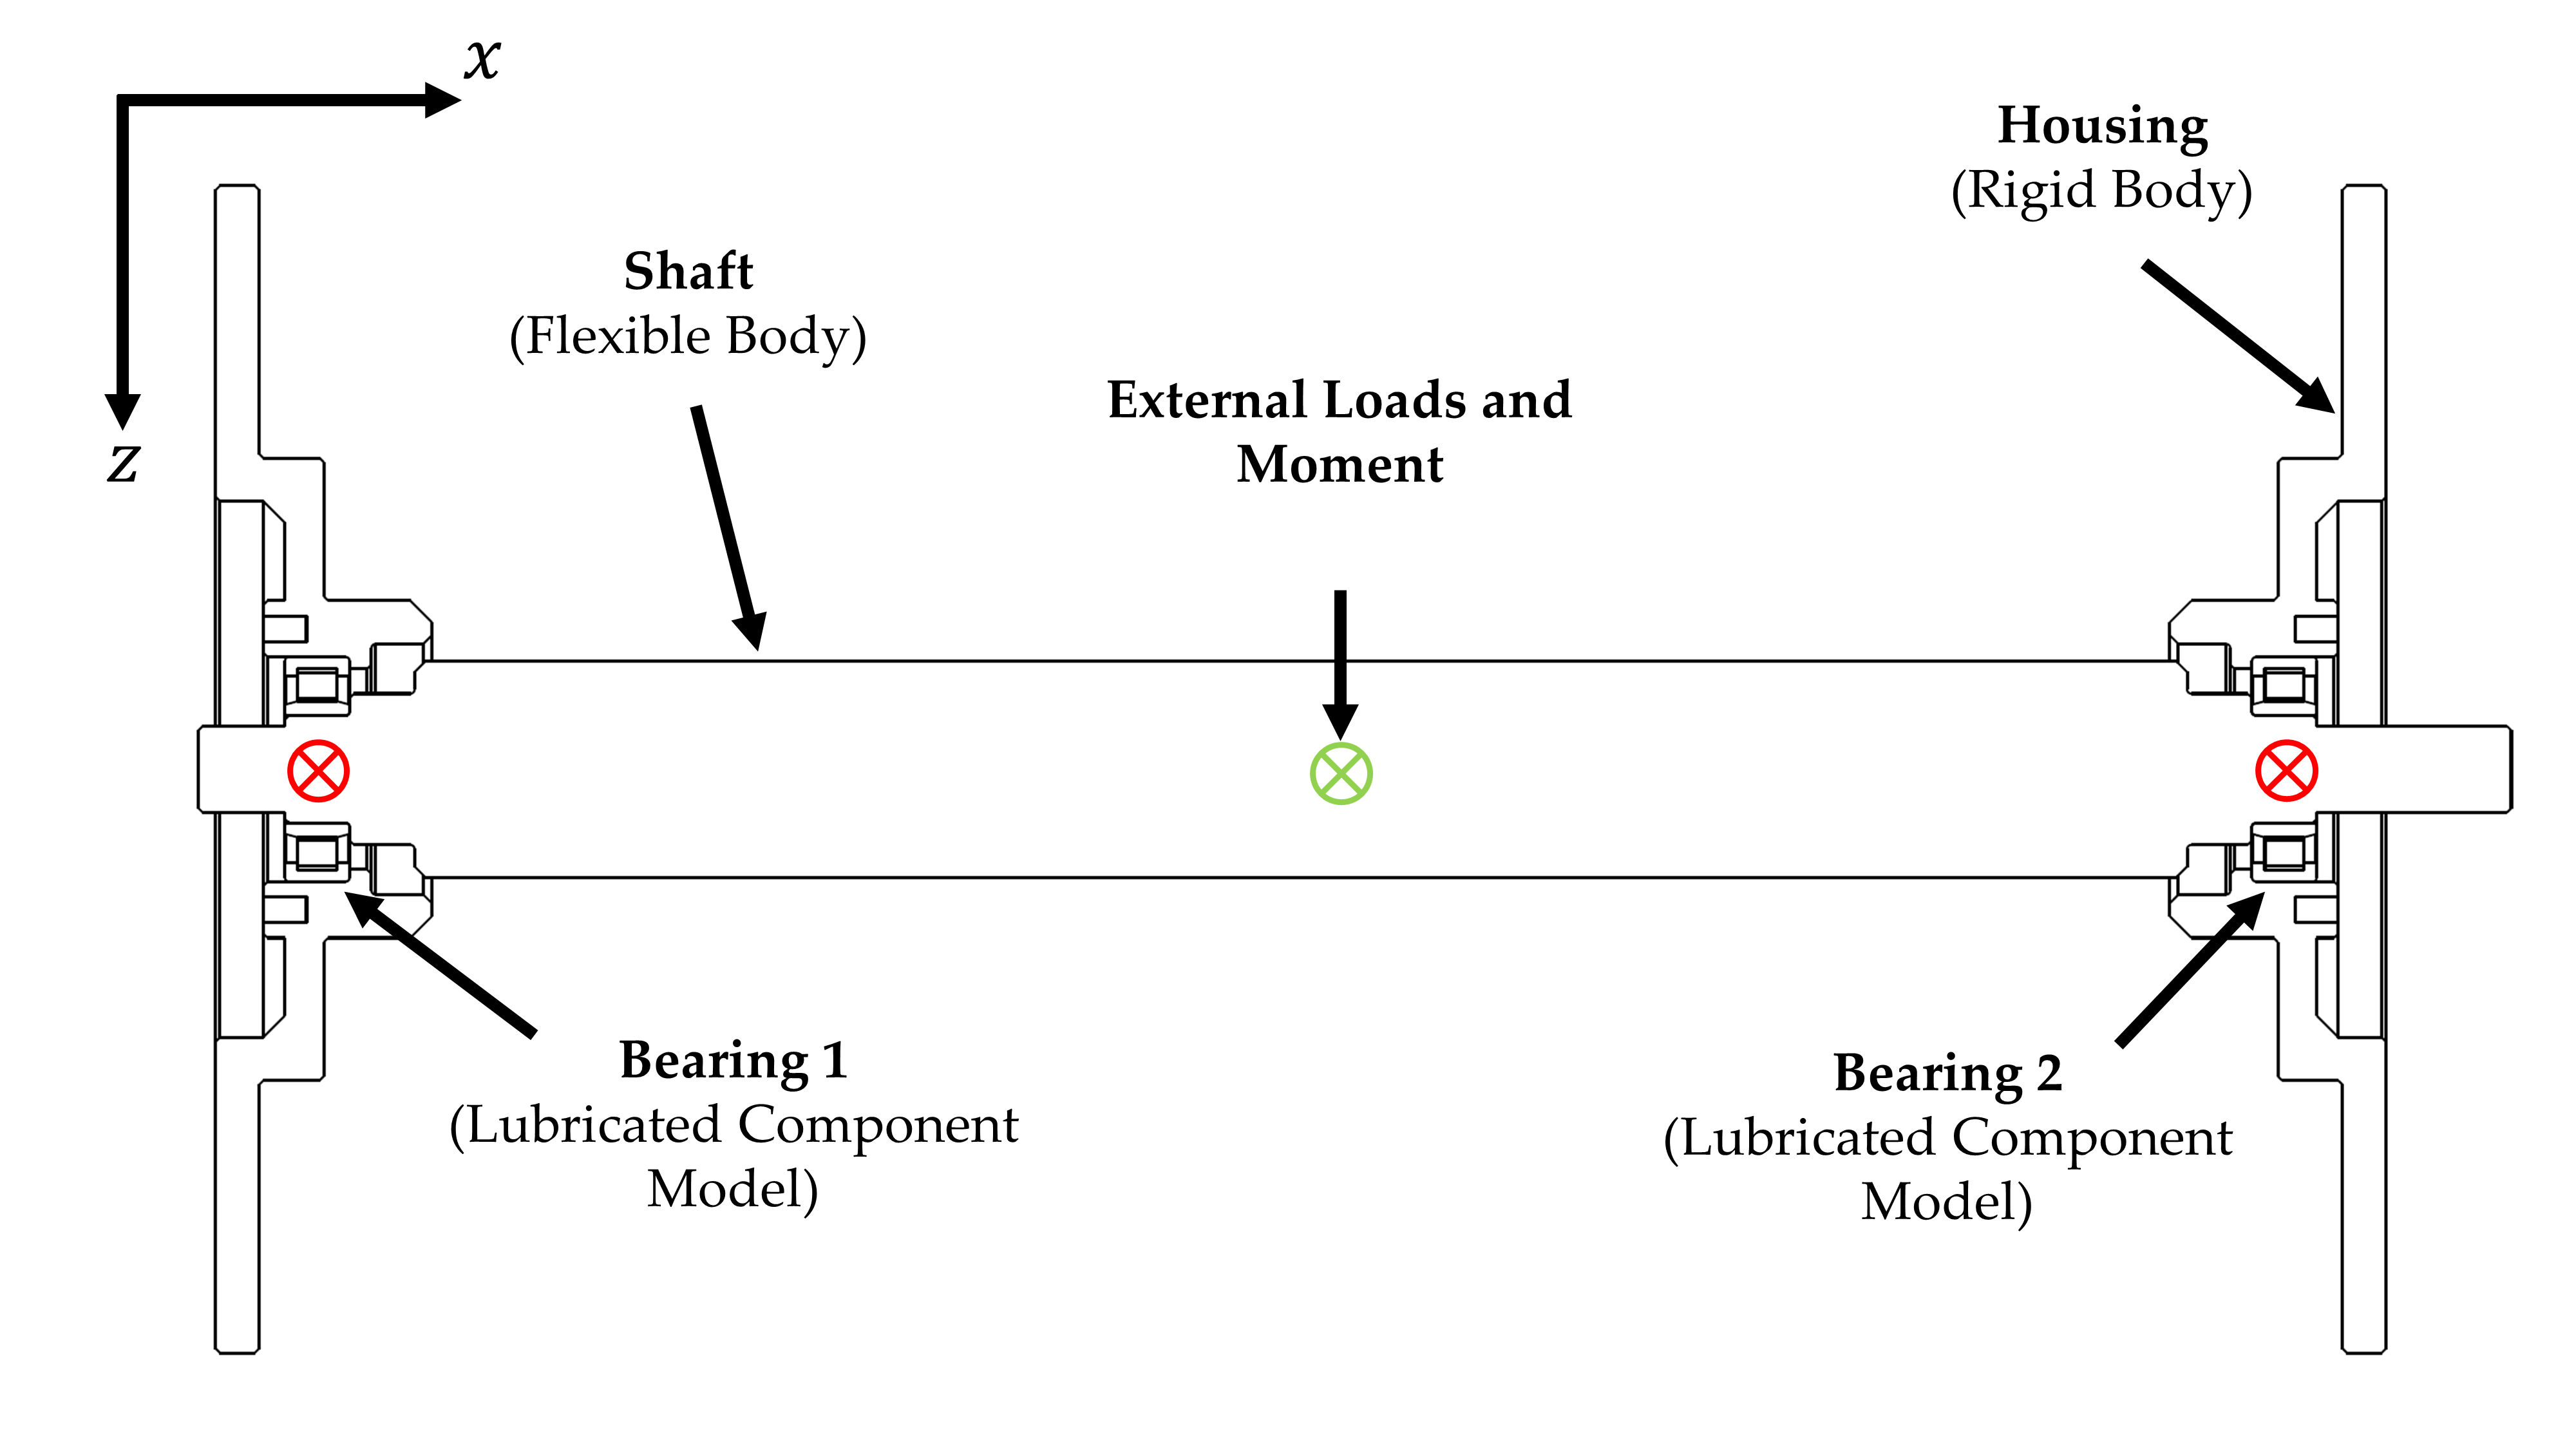 x
z
Housing
(Rigid Body)
Shaft
(Flexible Body)
External Loads and
Moment
Bearing 1
(Lubricated Component
Model)
Bearing 2
(Lubricated Component
Model)